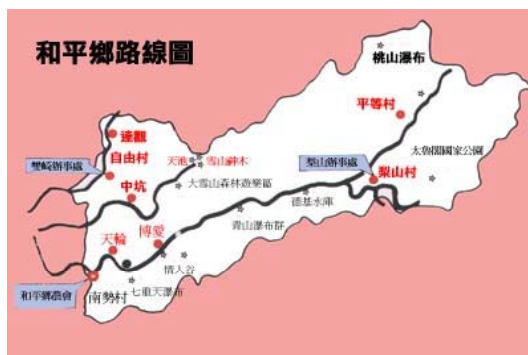 和平鄉路線圖
桃山瀑布
平等村
達觀
自由村
雙崎辦事處
天池
雪山神木
太魯閣國家公園
梨山辦事處
梨山村
中坑
大雪山森林遊樂區
德基水庫
青山瀑布群
博愛
天輪
情人谷
和平鄉農會
南勢村
七重天瀑布